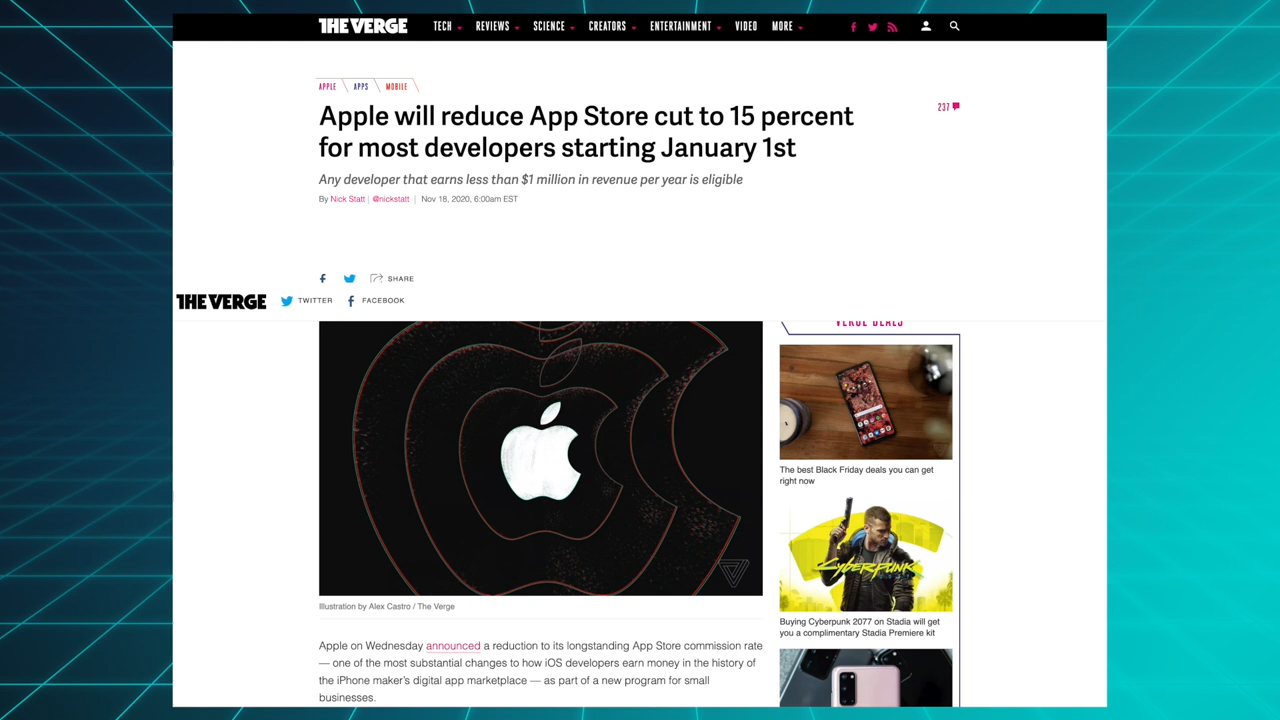 THE VERGE
TECH REVIEWS SCIENCE CREATORS ENTERTAINMENT VIDEO MORE
APPLE APPS MOBILE
Apple will reduce App Store cut to 15 percent
for most developers starting January 1st
237
Any developer that earns less than $1 million in revenue per year is eligible
By Nick Statt | @nickstatt | Nov 18, 2020, 6:00am EST
SHARE
THE VERGE TWITTER FACEBOOK
VERGE DEALS
The best Black Friday deals you can get
right now
CYBERPUNK
Buying Cyberpunk 2077 on Stadia will get
you a complimentary Stadia Premiere kit
Illustration by Alex Castro / The Verge
Apple on Wednesday announced a reduction to its longstanding App Store commission rate
— one of the most substantial changes to how iOS developers earn money in the history of
the iPhone maker's digital app marketplace — as part of a new program for small
businesses.